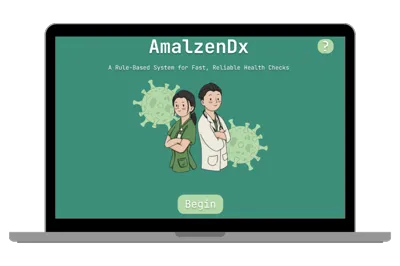 AmalzenDx
?
A Rule-Based System for Fast, Reliable Health Checks
Begin